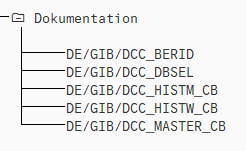 Dokumentation
DE/GIB/DCC_BERID
DE/GIB/DCC_DBSEL
DE/GIB/DCC_HISTM_CB
DE/GIB/DCC_HISTW_CB
DE/GIB/DCC_MASTER_CB